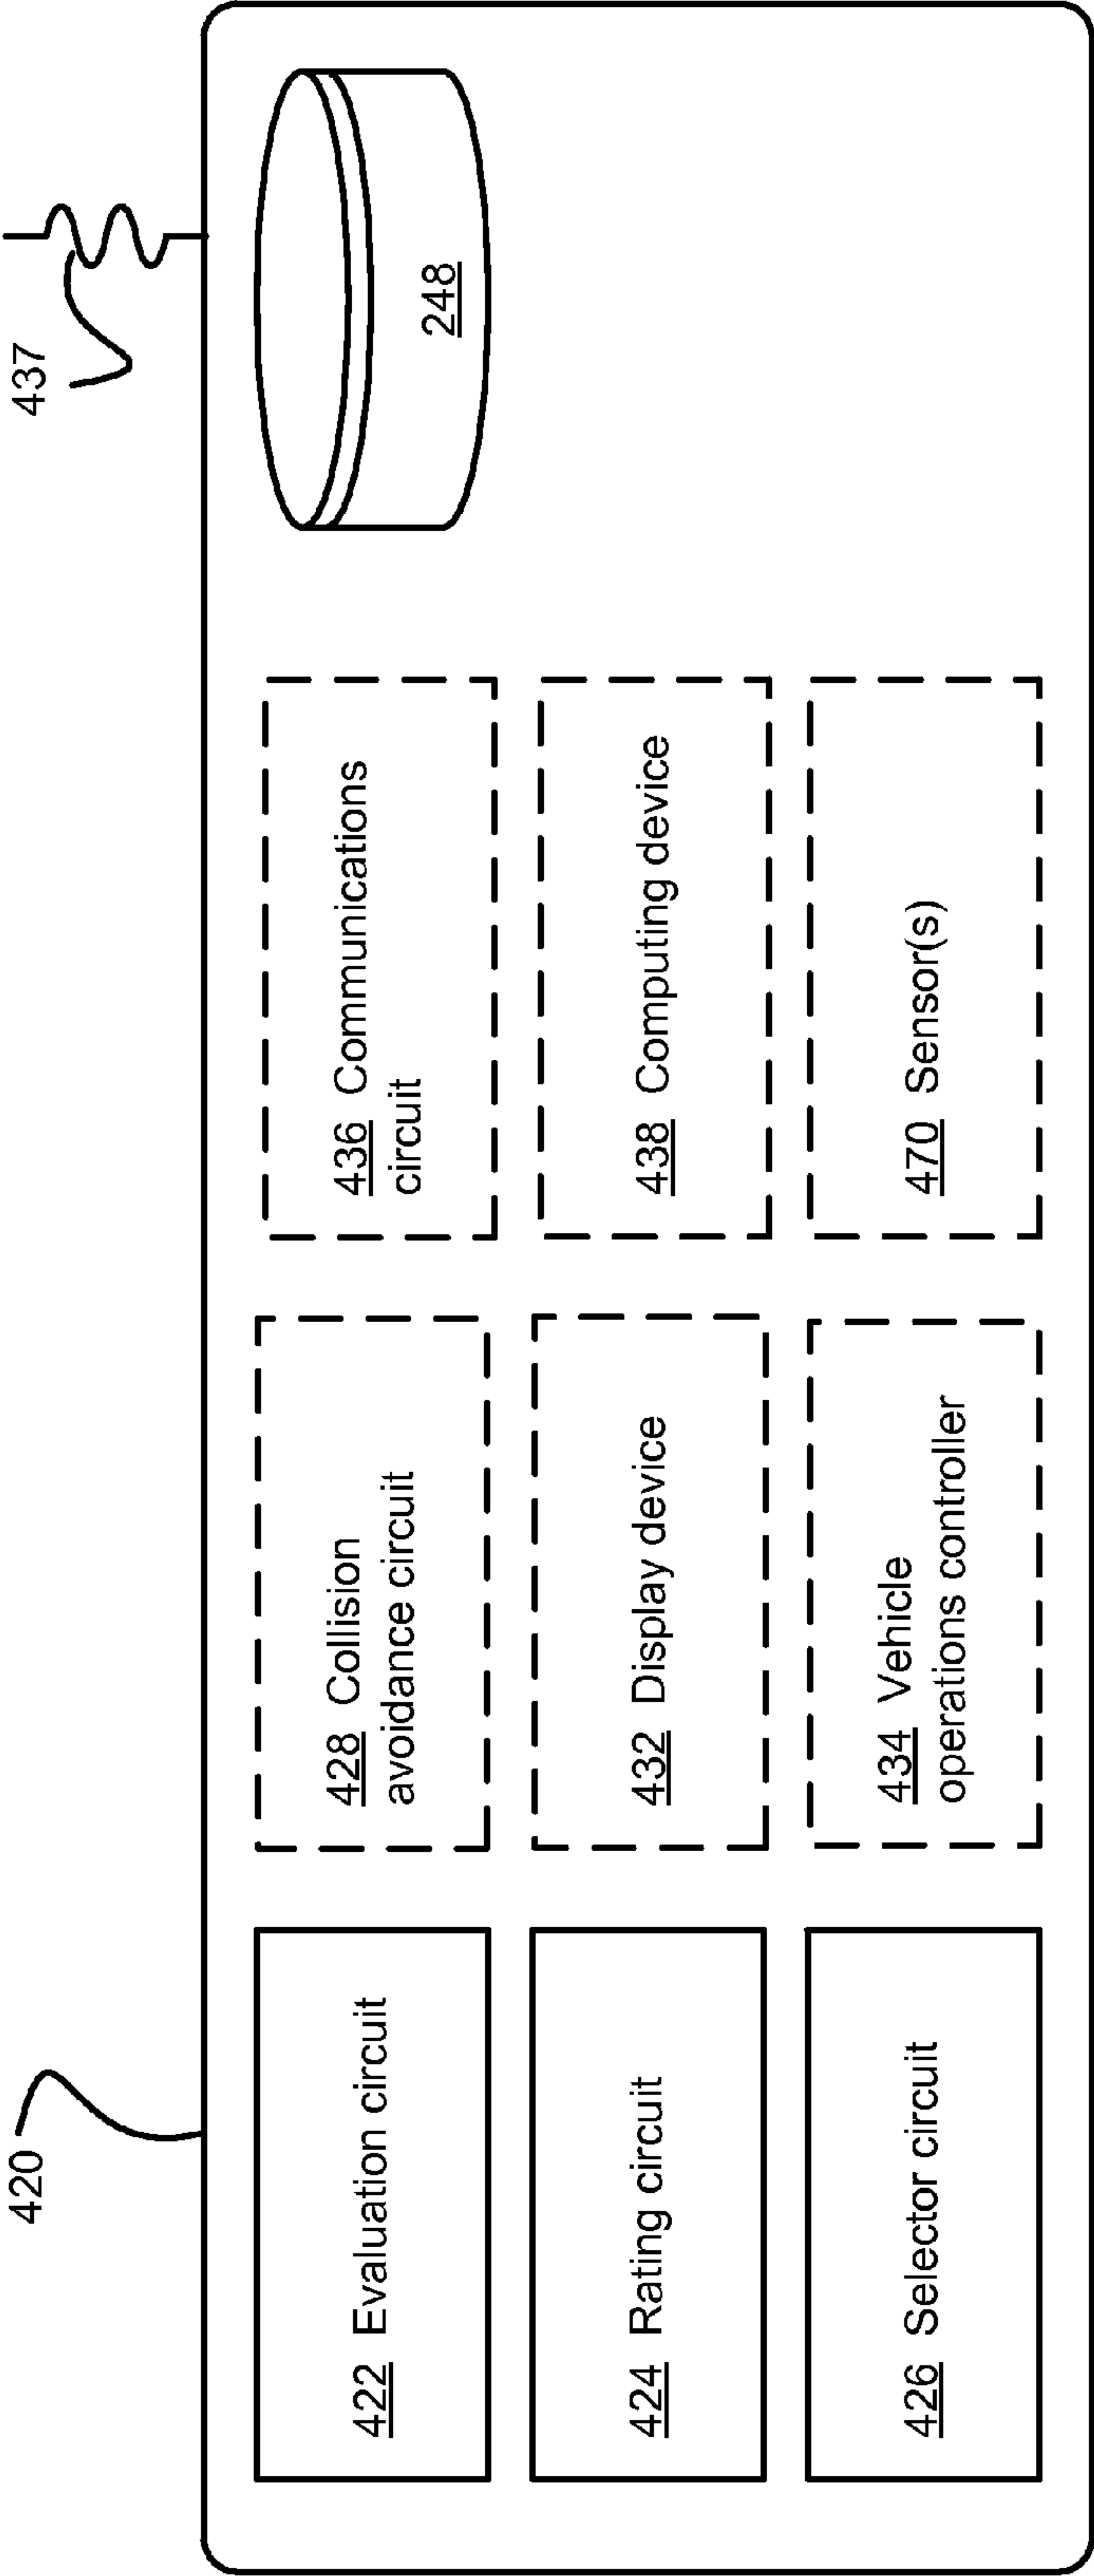 420
437
422 Evaluation circuit
424 Rating circuit
426 Selector circuit
428 Collision
avoidance circuit
432 Display device
434 Vehicle
operations controller
436 Communications
circuit
438 Computing device
470 Sensor(s)
248